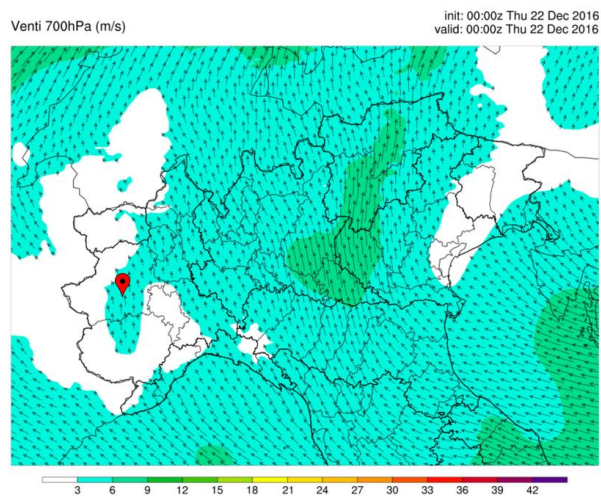 Venti 700hPa (m/s)
init: 00:00z Thu 22 Dec 2016
valid: 00:00z Thu 22 Dec 2016
3 6 9 12 15 18 21 24 27 30 33 36 39 42